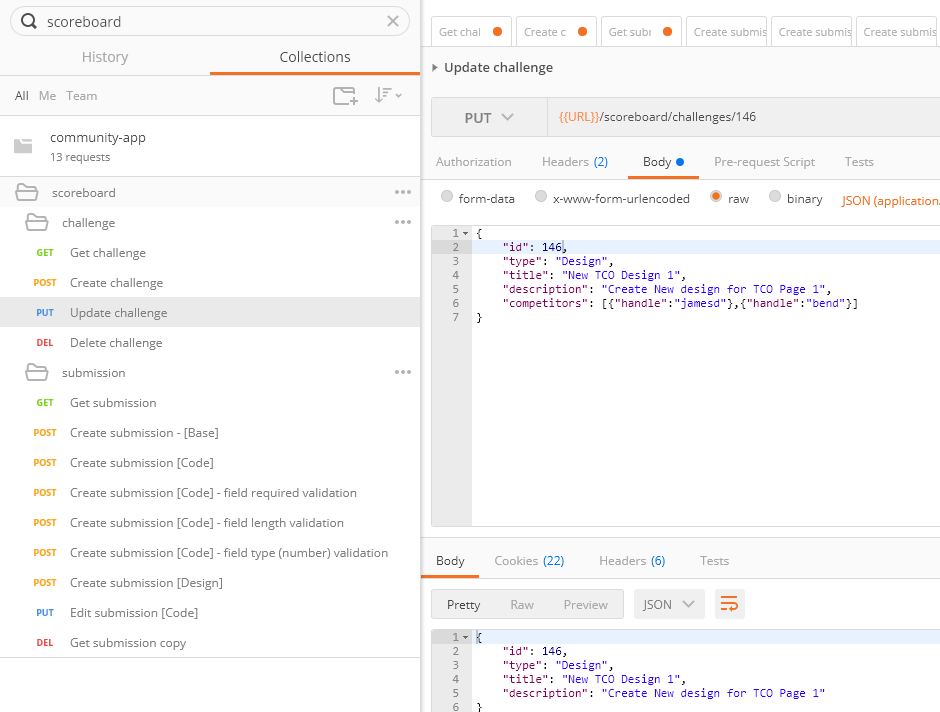 scoreboard
History Collections
All Me Team
community-app
13 requests
scoreboard
challenge
GET Get challenge
POST Create challenge
PUT Update challenge
DEL Delete challenge
submission
GET Get submission
POST Create submission - [Base]
POST Create submission [Code]
POST Create submission [Code] - field required validation
POST Create submission [Code] - field length validation
POST Create submission [Code] - field type (number) validation
POST Create submission [Design]
PUT Edit submission [Code]
DEL Get submission copy
Get chal Create c Get subr Create submis Create submis Create submis
Update challenge
PUT {{URL}}/scoreboard/challenges/146
Authorization Headers (2) Body Pre-request Script Tests
form-data x-www-form-urlencoded raw binary JSON (application
1 {
2 "id": 146,
3 "type": "Design",
4 "title": "New TCO Design 1",
5 "description": "Create New design for TCO Page 1",
6 "competitors": [{"handle":"jamesd"},{"handle":"bend"}]
7 }
Body Cookies (22) Headers (6) Tests
Pretty Raw Preview JSON
1 {
2 "id": 146,
3 "type": "Design",
4 "title": "New TCO Design 1",
5 "description": "Create New design for TCO Page 1"
6 }